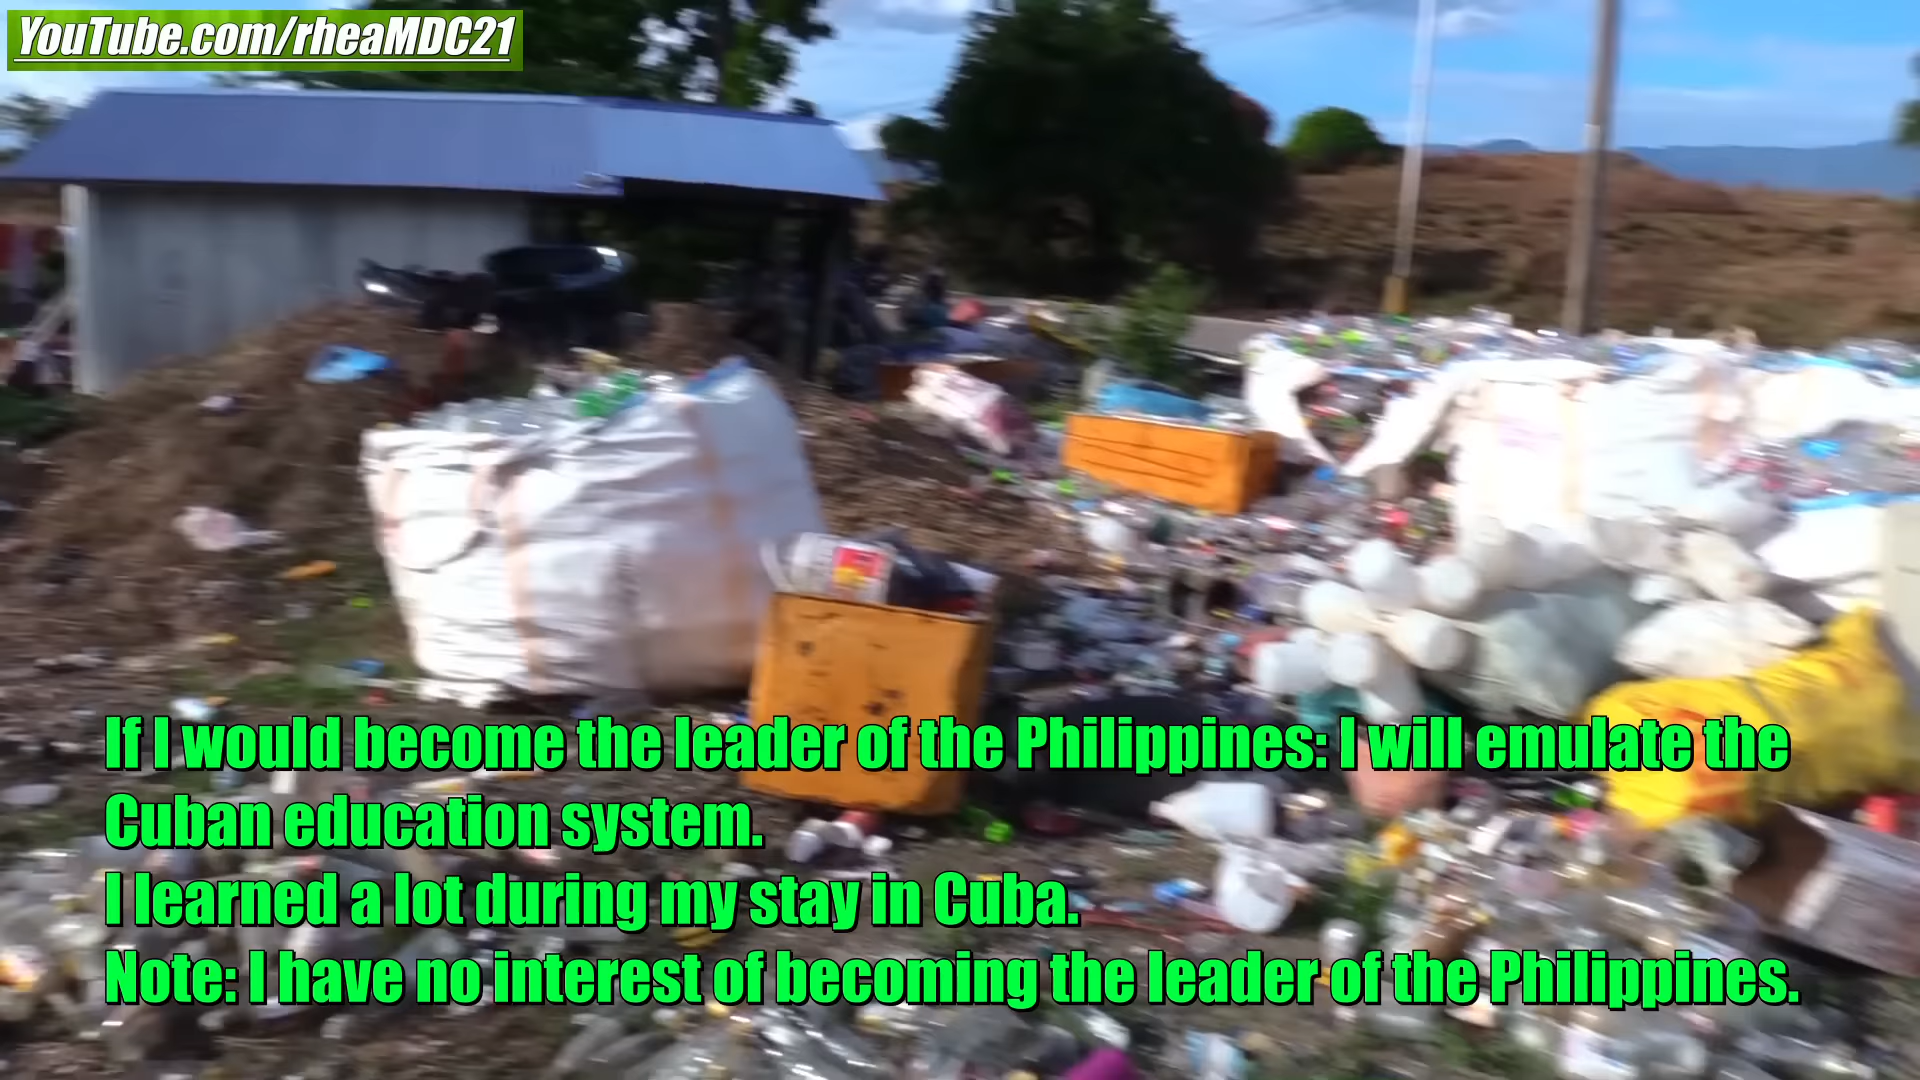 YouTube.com/rheaMDC21
If I would become the leader of the Philippines: I will emulate the
Cuban education system.
I learned a lot during my stay in Cuba.
Note: I have no interest of becoming the leader of the Philippines.